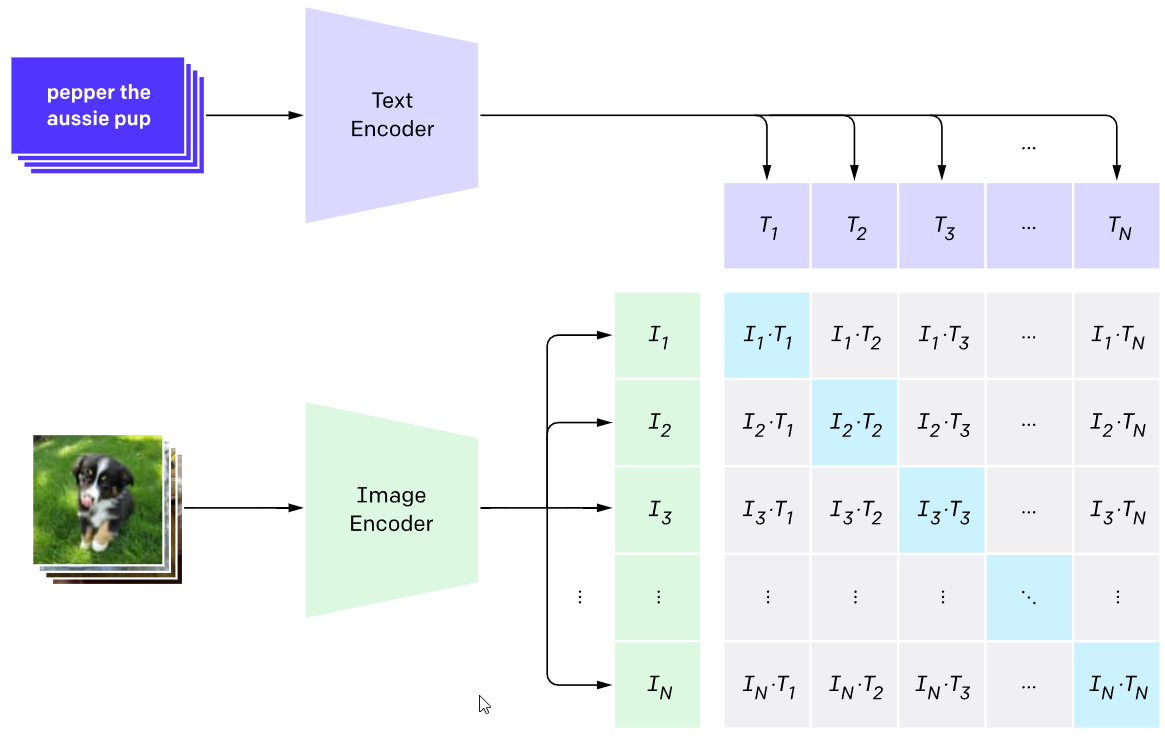 pepper the
aussie pup
Text
Encoder
...
T1 T2 T3 ... TN
I1 I1·T1 I1·T2 I1·T3 ... I1·TN
I2 I2·T1 I2·T2 I2·T3 ... I2·TN
Image
Encoder
I3 I3·T1 I3·T2 I3·T3 ... I3·TN
⋮ ⋮ ⋮ ⋮ ⋮ ⋱ ⋮
IN IN·T1 IN·T2 IN·T3 ... IN·TN